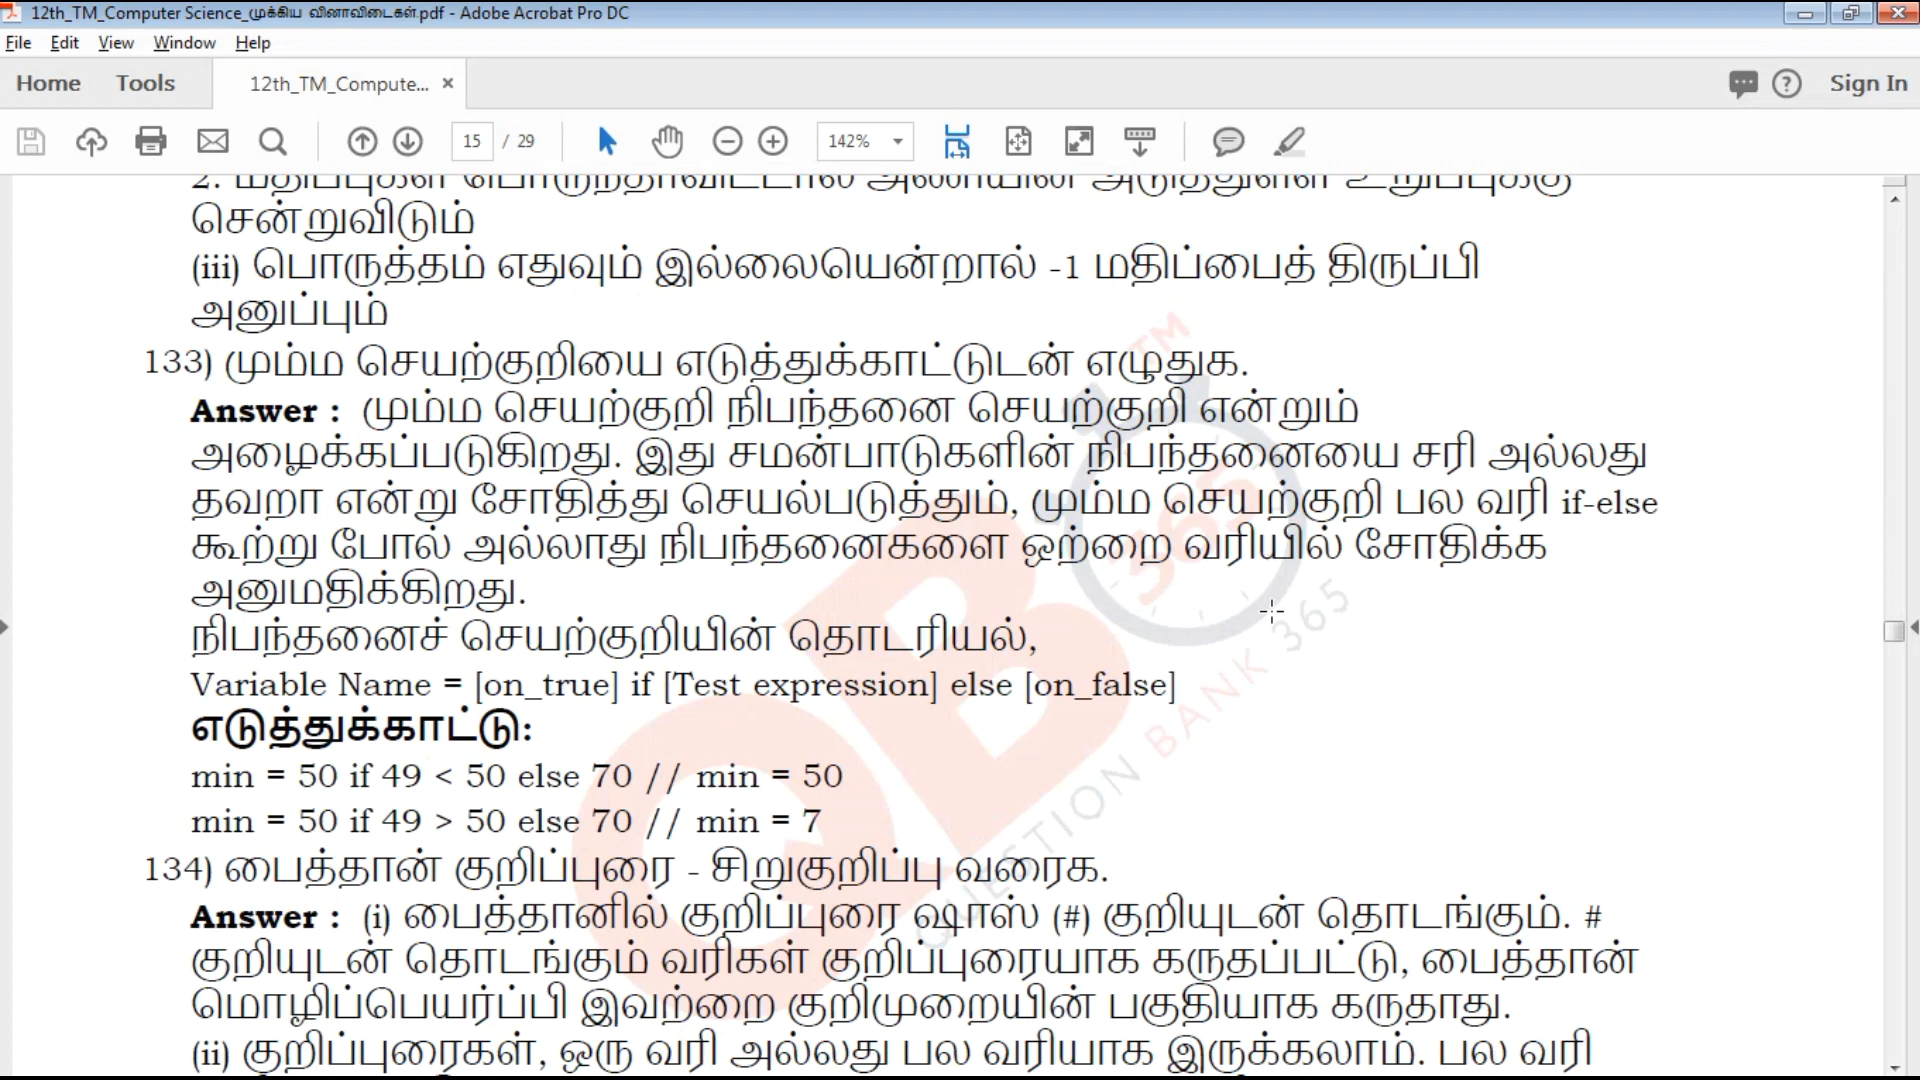 12th_TM_Computer Science_முக்கிய வினாவிடைகள்.pdf - Adobe Acrobat Pro DC
File Edit View Window Help
Home Tools 12th_TM_Compute... × Sign In
15 / 29 142%
2. மதிப்புகள் பொருந்தாவிட்டால் அணியின் அடுத்துள்ள உறுப்புக்கு
சென்றுவிடும்
(iii) பொருத்தம் எதுவும் இல்லையென்றால் -1 மதிப்பைத் திருப்பி
அனுப்பும்
133) மும்ம செயற்குறியை எடுத்துக்காட்டுடன் எழுதுக.
Answer : மும்ம செயற்குறி நிபந்தனை செயற்குறி என்றும்
அழைக்கப்படுகிறது. இது சமன்பாடுகளின் நிபந்தனையை சரி அல்லது
தவறா என்று சோதித்து செயல்படுத்தும், மும்ம செயற்குறி பல வரி if-else
கூற்று போல் அல்லாது நிபந்தனைகளை ஒற்றை வரியில் சோதிக்க
அனுமதிக்கிறது.
நிபந்தனைச் செயற்குறியின் தொடரியல்,
Variable Name = [on_true] if [Test expression] else [on_false]
எடுத்துக்காட்டு:
min = 50 if 49 < 50 else 70 // min = 50
min = 50 if 49 > 50 else 70 // min = 7
134) பைத்தான் குறிப்புரை - சிறுகுறிப்பு வரைக.
Answer : (i) பைத்தானில் குறிப்புரை ஷாஸ் (#) குறியுடன் தொடங்கும். #
குறியுடன் தொடங்கும் வரிகள் குறிப்புரையாக கருதப்பட்டு, பைத்தான்
மொழிப்பெயர்ப்பி இவற்றை குறிமுறையின் பகுதியாக கருதாது.
(ii) குறிப்புரைகள், ஒரு வரி அல்லது பல வரியாக இருக்கலாம். பல வரி
QB 365 TM
QUESTION BANK 365